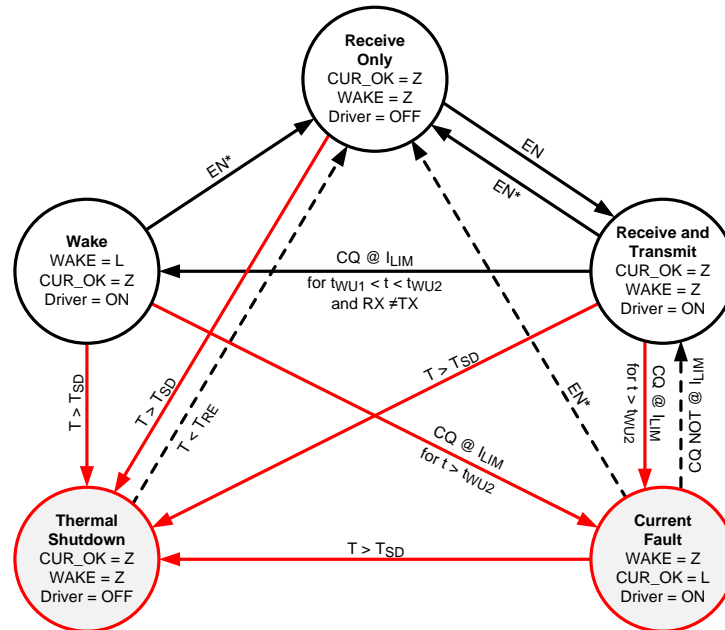 Receive
Only
CUR_OK = Z
WAKE = Z
Driver = OFF
EN*
EN
EN*
Wake
WAKE = L
CUR_OK = Z
Driver = ON
CQ @ ILIM
for tWU1 < t < tWU2
and RX ≠TX
Receive and
Transmit
CUR_OK = Z
WAKE = Z
Driver = ON
T > TSD
T > TSD
T < TRE
T > TSD
CQ @ ILIM
for t > tWU2
EN*
CQ @ ILIM
for t > tWU2
CQ NOT @ ILIM
Thermal
Shutdown
CUR_OK = Z
WAKE = Z
Driver = OFF
T > TSD
Current
Fault
WAKE = Z
CUR_OK = L
Driver = ON